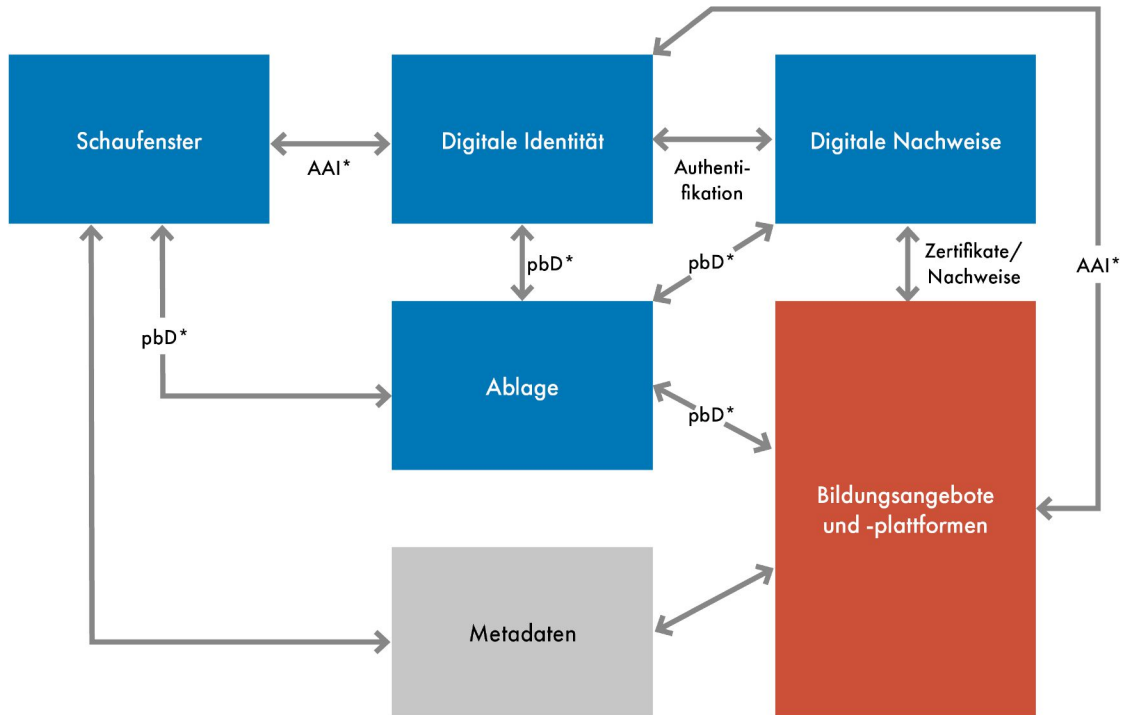 Schaufenster
AAI*
Digitale Identität
Authenti-
fikation
Digitale Nachweise
pbD*
pbD*
Zertifikate/
Nachweise
AAI*
pbD*
Ablage
pbD*
Bildungsangebote
und -plattformen
Metadaten